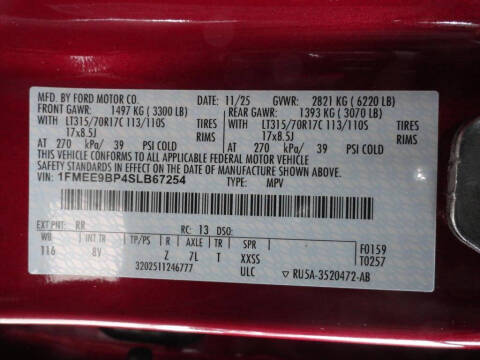 MFD. BY FORD MOTOR CO. 11/25 GVWR: 2821 KG (6220 LB)
FRONT GAWR: 1497 KG (3300 LB) REAR GAWR: 1393 KG (3070 LB)
WITH LT315/70R17C 113/110S TIRES WITH LT315/70R17C 113/110S TIRES
17x8.5J RIMS 17x8.5J RIMS
AT 270 kPa/ 39 PSI COLD AT 270 kPa/ 39 PSI COLD
THIS VEHICLE CONFORMS TO ALL APPLICABLE FEDERAL MOTOR VEHICLE
SAFETY STANDARDS IN EFFECT ON THE DATE OF MANUFACTURE SHOWN ABOVE.
VIN: 1FMEE9BP4SLB67254 TYPE: MPV
EXT PNT: RR RC: 13 DSO:
WB INT TR TP/PS R AXLE TR SPR F0159
116 8V Z 7L T XXSS T0257
3202511246777 ULC RU5A-3520472-AB